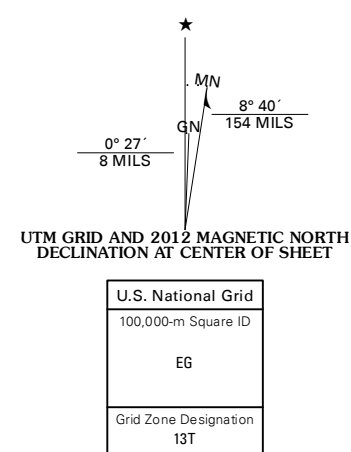 ★
MN
8° 40´
154 MILS
GN
0° 27´
8 MILS
UTM GRID AND 2012 MAGNETIC NORTH
DECLINATION AT CENTER OF SHEET
U.S. National Grid
100,000-m Square ID
EG
Grid Zone Designation
13T